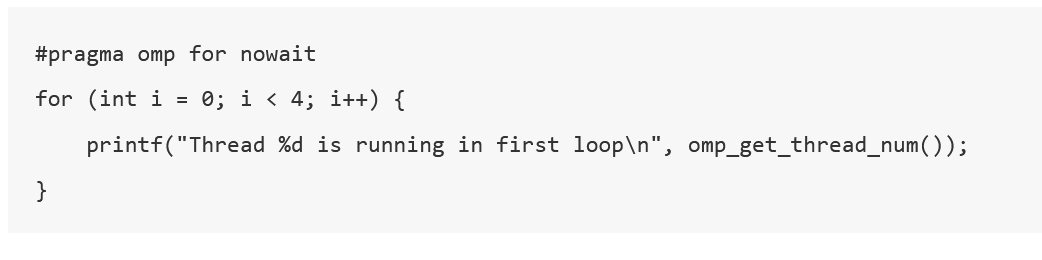 #pragma omp for nowait
for (int i = 0; i < 4; i++) {
    printf("Thread %d is running in first loop\n", omp_get_thread_num());
}